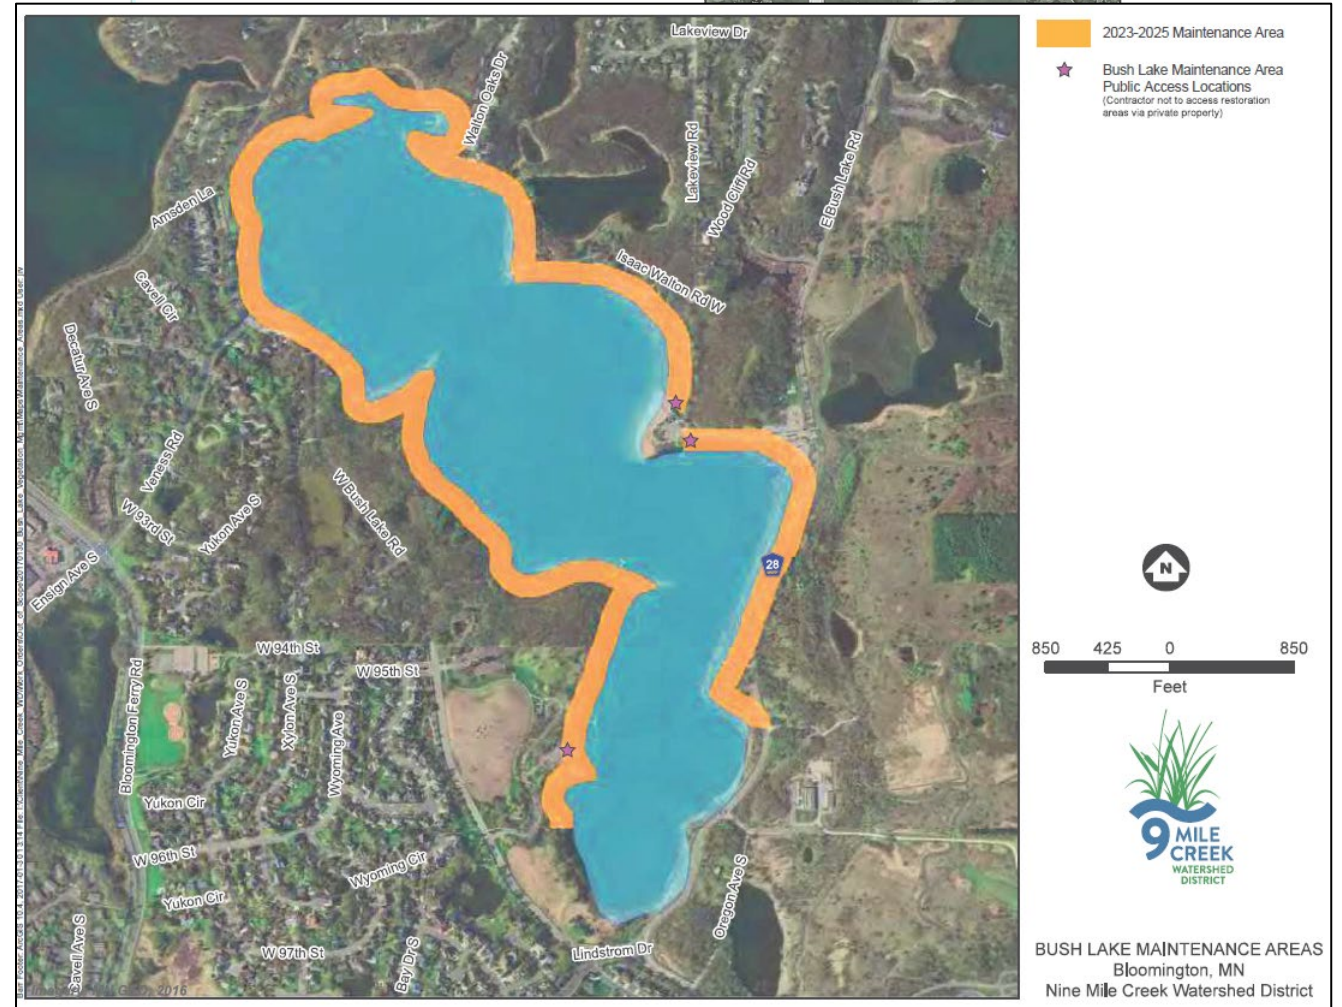 Lakeview Dr
Walton Oaks Dr
Lakeview Rd
Wood Cliff Rd
E Bush Lake Rd
Amsden La
Isaac Walton Rd W
Cavell Cir
Decatur Ave S
Veness Rd
W 93rd St
Yukon Ave S
W Bush Lake Rd
Ensign Ave S
28
W 94th St
W 95th St
Bloomington Ferry Rd
Yukon Ave S
Xylon Ave S
Wyoming Ave
Yukon Cir
W 96th St
Wyoming Cir
Yukon Cir
Oregon Ave S
Cavell Ave S
W 97th St
Bay Dr S
Lindstrom Dr
2016
2023-2025 Maintenance Area
Bush Lake Maintenance Area
Public Access Locations
(Contractor not to access restoration
areas via private property)
N
850 425 0 850
Feet
9 MILE
CREEK
WATERSHED
DISTRICT
BUSH LAKE MAINTENANCE AREAS
Bloomington, MN
Nine Mile Creek Watershed District